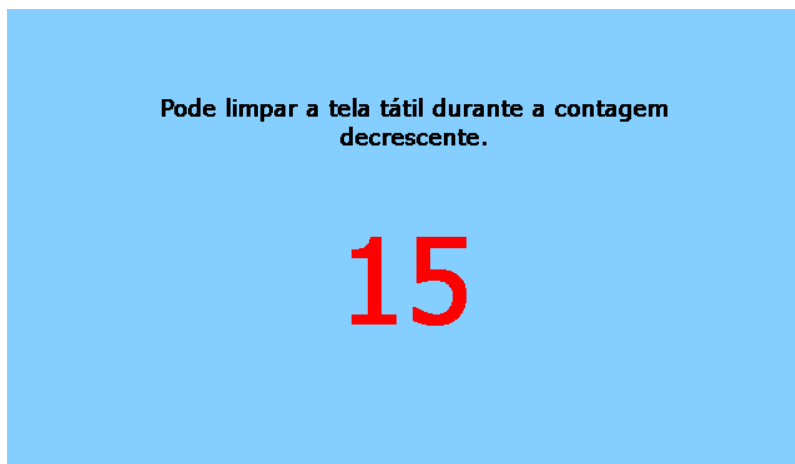 Pode limpar a tela tátil durante a contagem
decrescente.
15